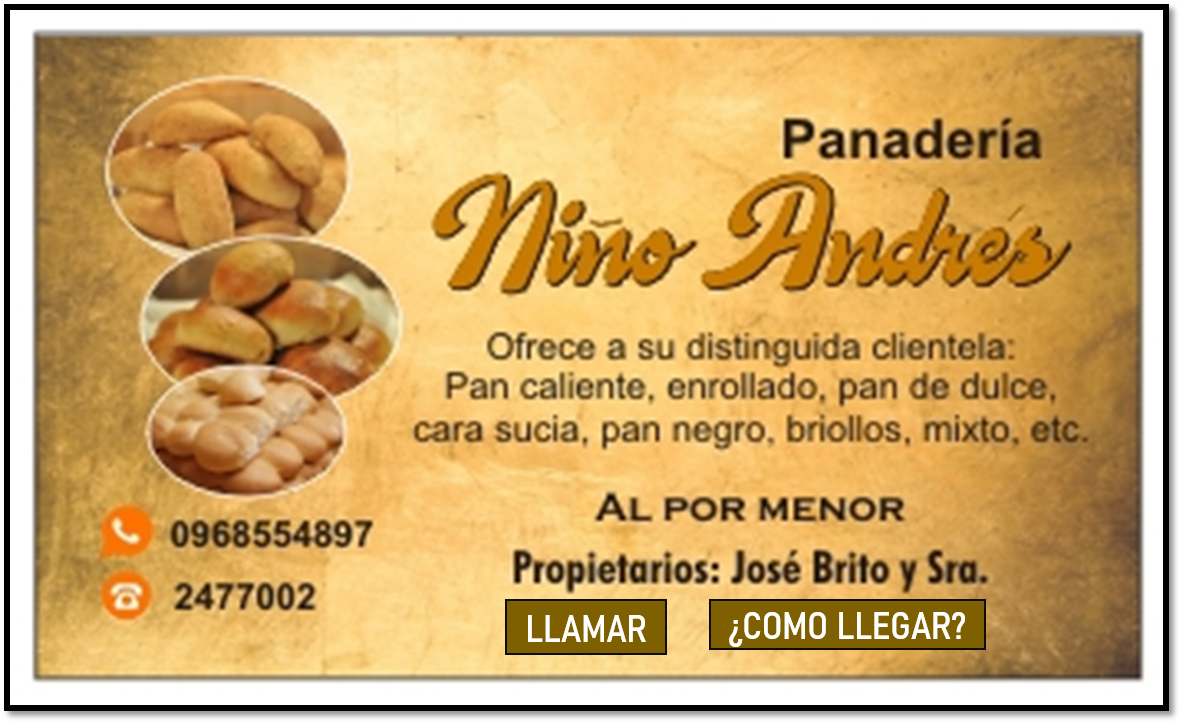 Panadería
Niño Andrés
Ofrece a su distinguida clientela:
Pan caliente, enrollado, pan de dulce,
cara sucia, pan negro, briollos, mixto, etc.
AL POR MENOR
Propietarios: José Brito y Sra.
0968554897
2477002
LLAMAR
¿COMO LLEGAR?